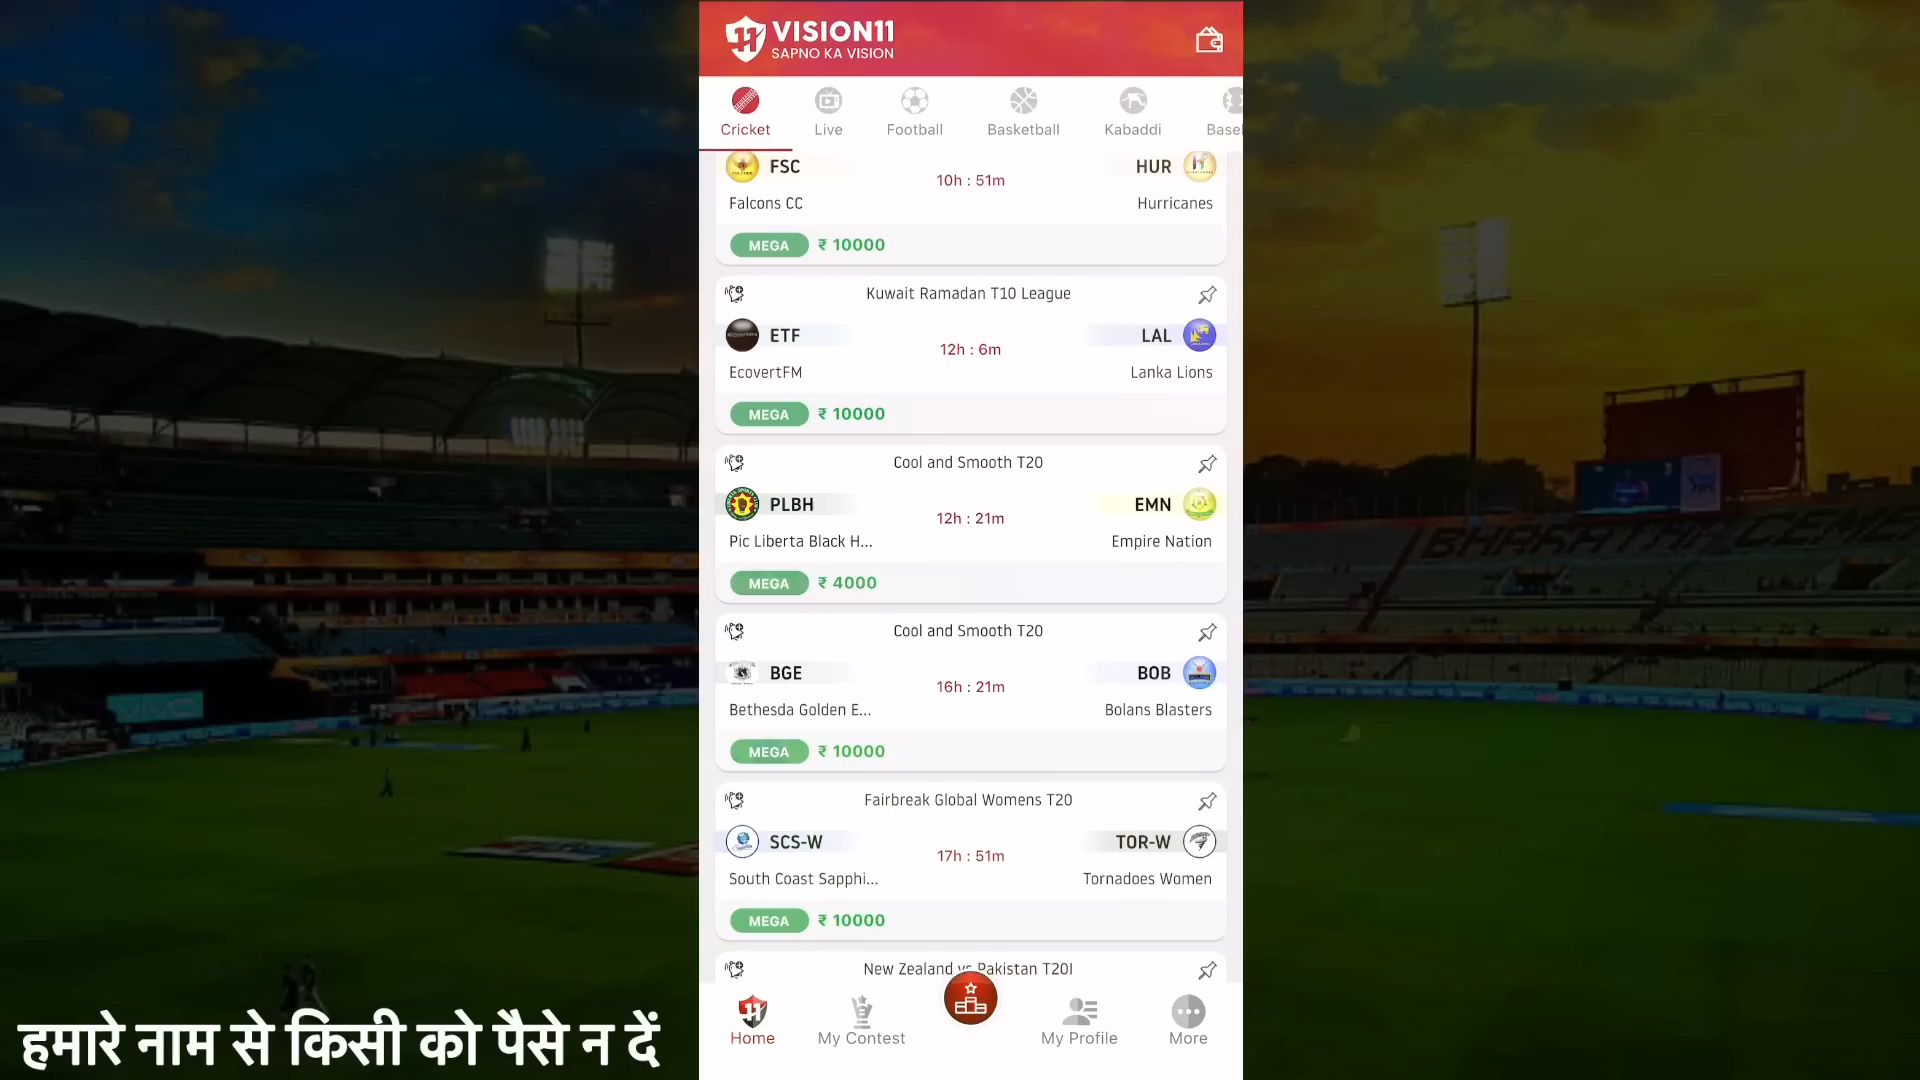 VISION11
SAPNO KA VISION
Cricket
Live
Football
Basketball
Kabaddi
FSC
10h : 51m
HUR
Falcons CC
Hurricanes
MEGA ₹ 10000
Kuwait Ramadan T10 League
ETF
12h : 6m
LAL
EcovertFM
Lanka Lions
MEGA ₹ 10000
Cool and Smooth T20
PLBH
12h : 21m
EMN
Pic Liberta Black H...
Empire Nation
MEGA ₹ 4000
Cool and Smooth T20
BGE
16h : 21m
BOB
Bethesda Golden E...
Bolans Blasters
MEGA ₹ 10000
Fairbreak Global Womens T20
SCS-W
17h : 51m
TOR-W
South Coast Sapphi...
Tornadoes Women
MEGA ₹ 10000
New Zealand vs Pakistan T20I
Home
My Contest
My Profile
More
हमारे नाम से किसी को पैसे न दें
BHARATHI CEME
VIVO